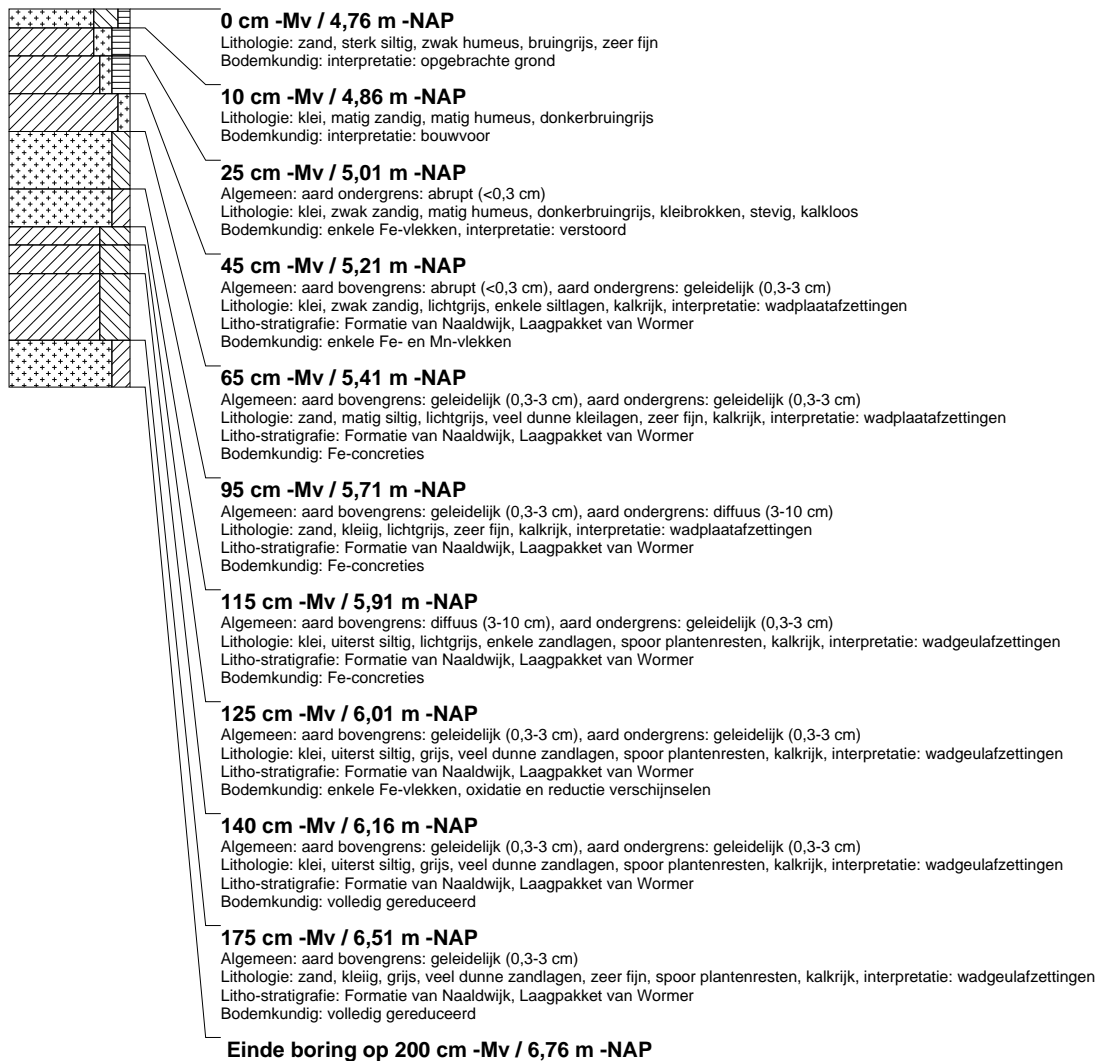 0 cm -Mv / 4,76 m -NAP
Lithologie: zand, sterk siltig, zwak humeus, bruingrijs, zeer fijn
Bodemkundig: interpretatie: opgebrachte grond
10 cm -Mv / 4,86 m -NAP
Lithologie: klei, matig zandig, matig humeus, donkerbruingrijs
Bodemkundig: interpretatie: bouwvoor
25 cm -Mv / 5,01 m -NAP
Algemeen: aard ondergrens: abrupt (<0,3 cm)
Lithologie: klei, zwak zandig, matig humeus, donkerbruingrijs, kleibrokken, stevig, kalkloos
Bodemkundig: enkele Fe-vlekken, interpretatie: verstoord
45 cm -Mv / 5,21 m -NAP
Algemeen: aard bovengrens: abrupt (<0,3 cm), aard ondergrens: geleidelijk (0,3-3 cm)
Lithologie: klei, zwak zandig, lichtgrijs, enkele siltlagen, kalkrijk, interpretatie: wadplaatafzettingen
Litho-stratigrafie: Formatie van Naaldwijk, Laagpakket van Wormer
Bodemkundig: enkele Fe- en Mn-vlekken
65 cm -Mv / 5,41 m -NAP
Algemeen: aard bovengrens: geleidelijk (0,3-3 cm), aard ondergrens: geleidelijk (0,3-3 cm)
Lithologie: zand, matig siltig, lichtgrijs, veel dunne kleilagen, zeer fijn, kalkrijk, interpretatie: wadplaatafzettingen
Litho-stratigrafie: Formatie van Naaldwijk, Laagpakket van Wormer
Bodemkundig: Fe-concreties
95 cm -Mv / 5,71 m -NAP
Algemeen: aard bovengrens: geleidelijk (0,3-3 cm), aard ondergrens: diffuus (3-10 cm)
Lithologie: zand, kleiig, lichtgrijs, zeer fijn, kalkrijk, interpretatie: wadplaatafzettingen
Litho-stratigrafie: Formatie van Naaldwijk, Laagpakket van Wormer
Bodemkundig: Fe-concreties
115 cm -Mv / 5,91 m -NAP
Algemeen: aard bovengrens: diffuus (3-10 cm), aard ondergrens: geleidelijk (0,3-3 cm)
Lithologie: klei, uiterst siltig, lichtgrijs, enkele zandlagen, spoor plantenresten, kalkrijk, interpretatie: wadgeulafzettingen
Litho-stratigrafie: Formatie van Naaldwijk, Laagpakket van Wormer
Bodemkundig: Fe-concreties
125 cm -Mv / 6,01 m -NAP
Algemeen: aard bovengrens: geleidelijk (0,3-3 cm), aard ondergrens: geleidelijk (0,3-3 cm)
Lithologie: klei, uiterst siltig, grijs, veel dunne zandlagen, spoor plantenresten, kalkrijk, interpretatie: wadgeulafzettingen
Litho-stratigrafie: Formatie van Naaldwijk, Laagpakket van Wormer
Bodemkundig: enkele Fe-vlekken, oxidatie en reductie verschijnselen
140 cm -Mv / 6,16 m -NAP
Algemeen: aard bovengrens: geleidelijk (0,3-3 cm), aard ondergrens: geleidelijk (0,3-3 cm)
Lithologie: klei, uiterst siltig, grijs, veel dunne zandlagen, spoor plantenresten, kalkrijk, interpretatie: wadgeulafzettingen
Litho-stratigrafie: Formatie van Naaldwijk, Laagpakket van Wormer
Bodemkundig: volledig gereduceerd
175 cm -Mv / 6,51 m -NAP
Algemeen: aard bovengrens: geleidelijk (0,3-3 cm)
Lithologie: zand, kleiig, grijs, veel dunne zandlagen, zeer fijn, spoor plantenresten, kalkrijk, interpretatie: wadgeulafzettingen
Litho-stratigrafie: Formatie van Naaldwijk, Laagpakket van Wormer
Bodemkundig: volledig gereduceerd
Einde boring op 200 cm -Mv / 6,76 m -NAP